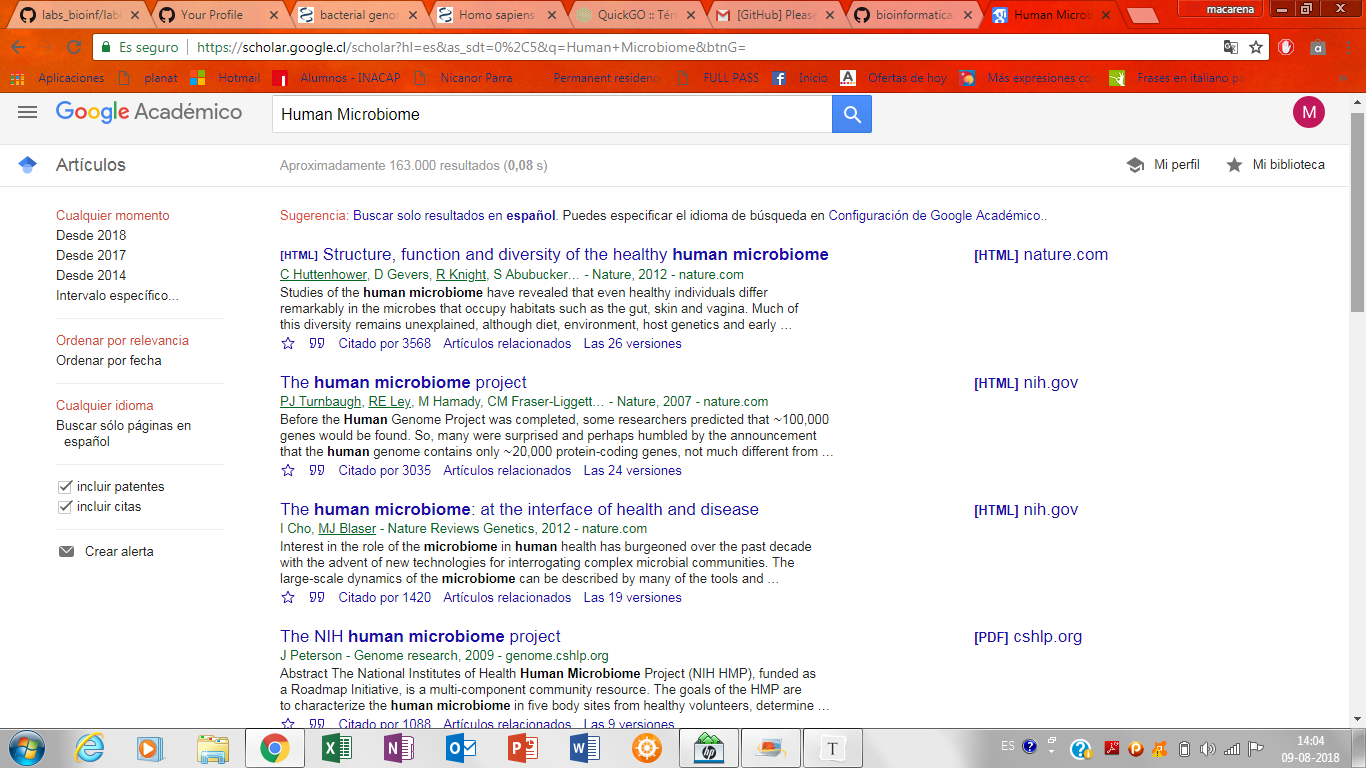 labs_bioinf/labi
Your Profile
bacterial genor
Homo sapiens
QuickGO :: Térr
[GitHub] Please
bioinformatica
Human Microb
macarena
Es seguro
https://scholar.google.cl/scholar?hl=es&as_sdt=0%2C5&q=Human+Microbiome&btnG=
Aplicaciones
planat
Hotmail
Alumnos - INACAP
Nicanor Parra
Permanent residence
FULL PASS
Inicio
Ofertas de hoy
Más expresiones co
Frases en italiano pa
Google Académico
Human Microbiome
M
Artículos
Aproximadamente 163.000 resultados (0,08 s)
Mi perfil
Mi biblioteca
Cualquier momento
Desde 2018
Desde 2017
Desde 2014
Intervalo específico...
Ordenar por relevancia
Ordenar por fecha
Cualquier idioma
Buscar sólo páginas en
español
incluir patentes
incluir citas
Crear alerta
Sugerencia: Buscar solo resultados en español. Puedes especificar el idioma de búsqueda en Configuración de Google Académico..
[HTML] Structure, function and diversity of the healthy human microbiome
[HTML] nature.com
C Huttenhower, D Gevers, R Knight, S Abubucker… - Nature, 2012 - nature.com
Studies of the human microbiome have revealed that even healthy individuals differ
remarkably in the microbes that occupy habitats such as the gut, skin and vagina. Much of
this diversity remains unexplained, although diet, environment, host genetics and early …
Citado por 3568 Artículos relacionados Las 26 versiones
The human microbiome project
[HTML] nih.gov
PJ Turnbaugh, RE Ley, M Hamady, CM Fraser-Liggett… - Nature, 2007 - nature.com
Before the Human Genome Project was completed, some researchers predicted that ~100,000
genes would be found. So, many were surprised and perhaps humbled by the announcement
that the human genome contains only ~20,000 protein-coding genes, not much different from …
Citado por 3035 Artículos relacionados Las 24 versiones
The human microbiome: at the interface of health and disease
[HTML] nih.gov
I Cho, MJ Blaser - Nature Reviews Genetics, 2012 - nature.com
Interest in the role of the microbiome in human health has burgeoned over the past decade
with the advent of new technologies for interrogating complex microbial communities. The
large-scale dynamics of the microbiome can be described by many of the tools and …
Citado por 1420 Artículos relacionados Las 19 versiones
The NIH human microbiome project
[PDF] cshlp.org
J Peterson - Genome research, 2009 - genome.cshlp.org
Abstract The National Institutes of Health Human Microbiome Project (NIH HMP), funded as
a Roadmap Initiative, is a multi-component community resource. The goals of the HMP are
to characterize the human microbiome in five body sites from healthy volunteers, determine …
Citado por 1088 Artículos relacionados Las 9 versiones
ES
14:04
09-08-2018